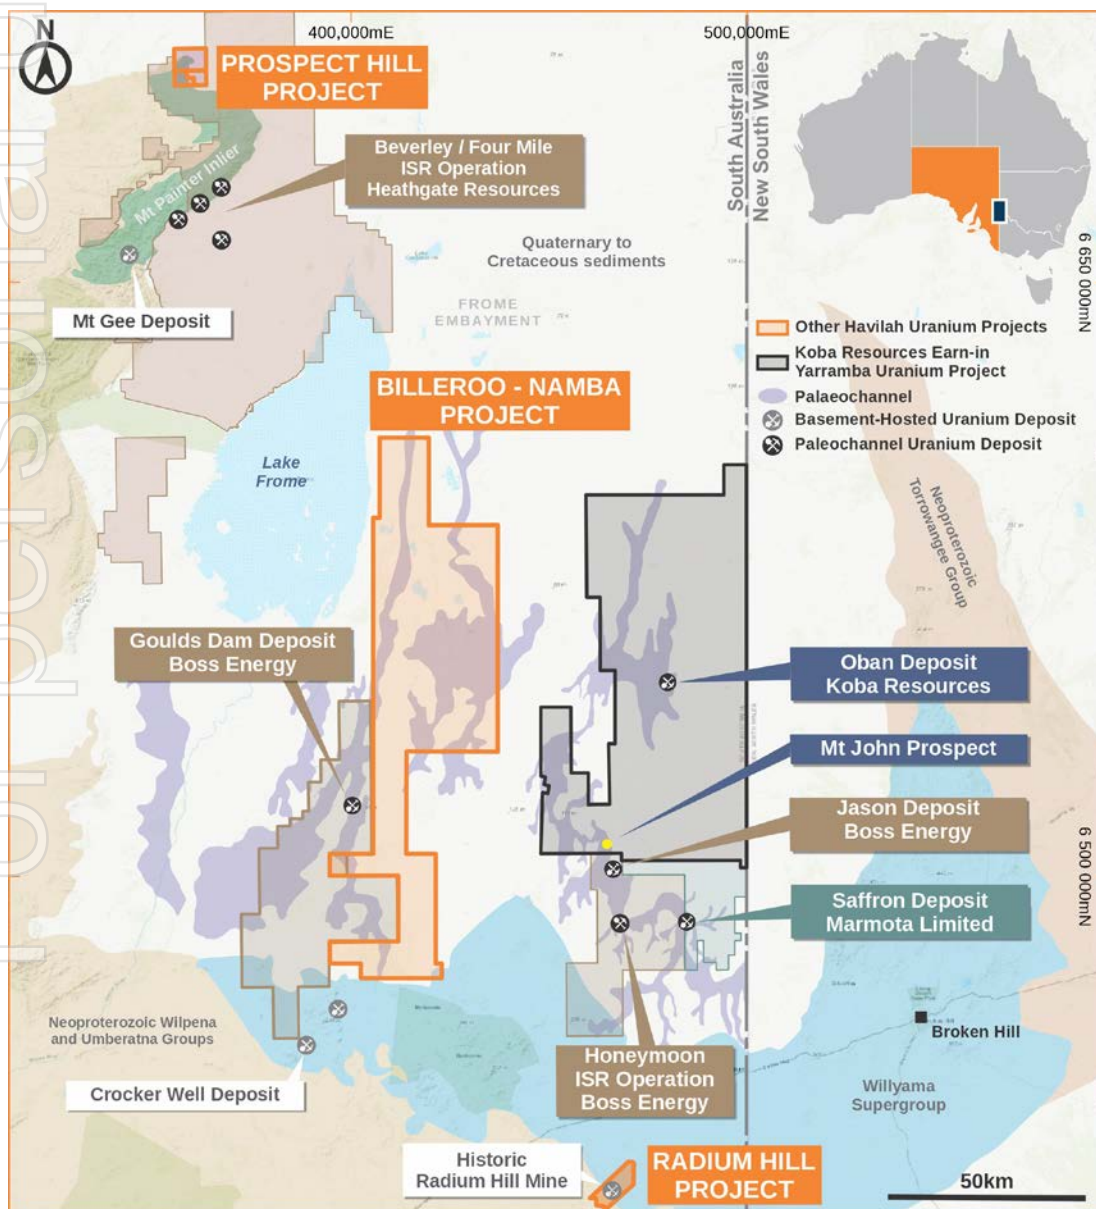 For personal use
N
400,000mE
500,000mE
PROSPECT HILL
PROJECT
South Australia
New South Wales
Beverley / Four Mile
ISR Operation
Heathgate Resources
Mt Painter Inlier
Quaternary to
Cretaceous sediments
6 650 000mN
Mt Gee Deposit
FROME
EMBAYMENT
Other Havilah Uranium Projects
Koba Resources Earn-in
Yarramba Uranium Project
Palaeochannel
Basement-Hosted Uranium Deposit
Paleochannel Uranium Deposit
BILLEROO - NAMBA
PROJECT
Lake
Frome
Neoproterozoic
Torrowangee Group
Goulds Dam Deposit
Boss Energy
Oban Deposit
Koba Resources
Mt John Prospect
Jason Deposit
Boss Energy
6 500 000mN
Saffron Deposit
Marmota Limited
Neoproterozoic Wilpena
and Umberatna Groups
Broken Hill
Crocker Well Deposit
Honeymoon
ISR Operation
Boss Energy
Willyama
Supergroup
Historic
Radium Hill Mine
RADIUM HILL
PROJECT
50km